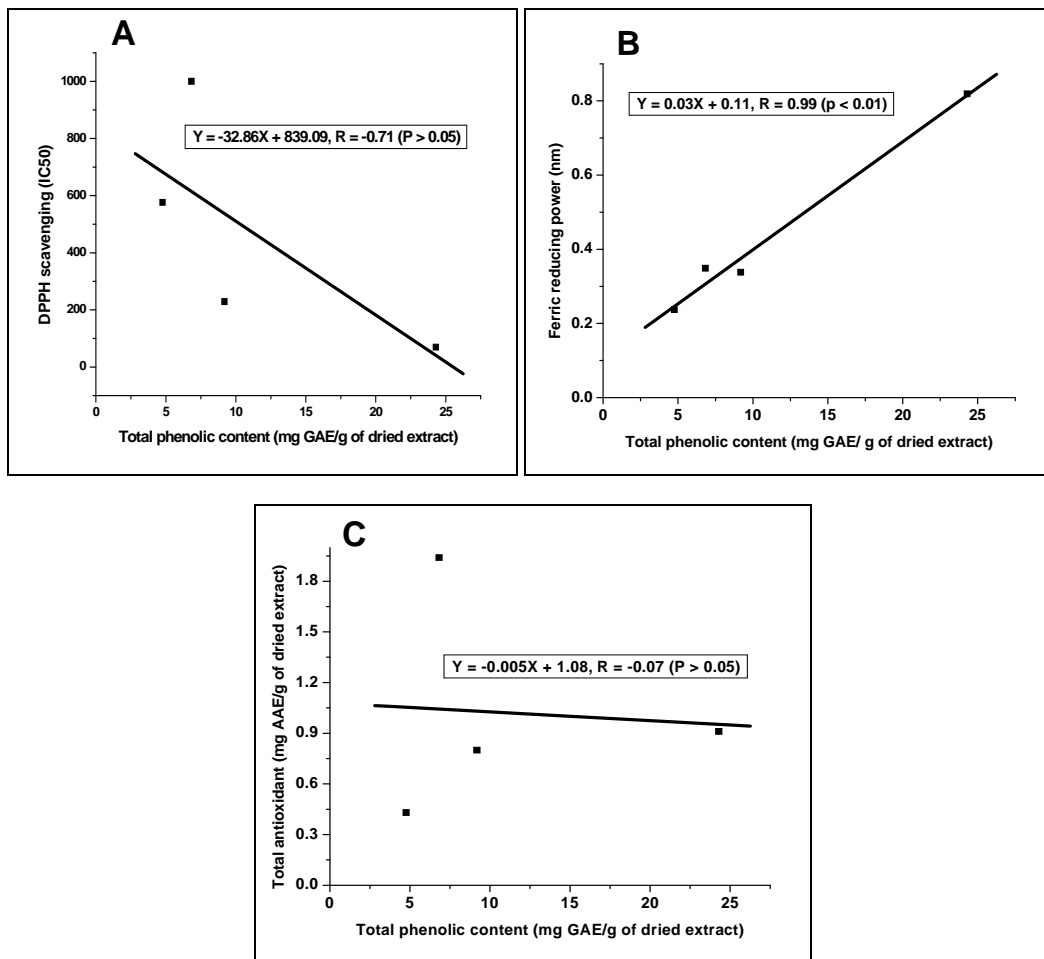 A
DPPH scavenging (IC50)
1000
800
600
400
200
0
Y = -32.86X + 839.09, R = -0.71 (P > 0.05)
0 5 10 15 20 25
Total phenolic content (mg GAE/g of dried extract)
B
Ferric reducing power (nm)
0.8
0.6
0.4
0.2
0.0
Y = 0.03X + 0.11, R = 0.99 (p < 0.01)
0 5 10 15 20 25
Total phenolic content (mg GAE/ g of dried extract)
C
Total antioxidant (mg AAE/g of dried extract)
1.8
1.5
1.2
0.9
0.6
0.3
0.0
Y = -0.005X + 1.08, R = -0.07 (P > 0.05)
0 5 10 15 20 25
Total phenolic content (mg GAE/g of dried extract)